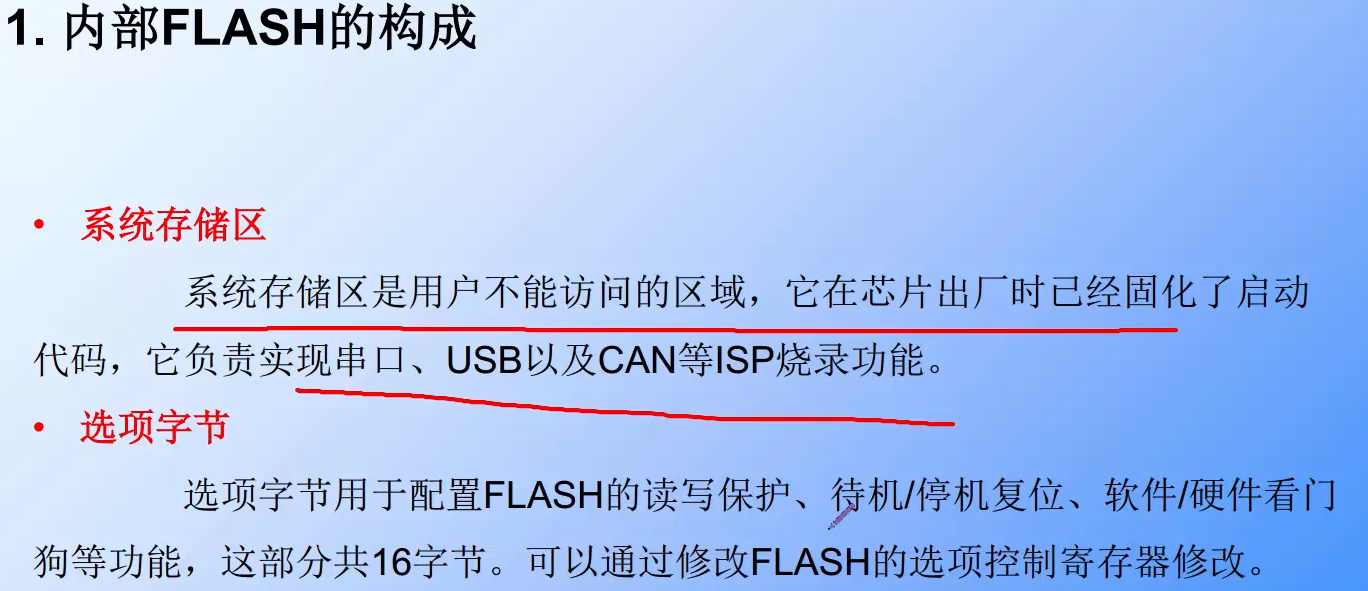 1. 内部FLASH的构成
• 系统存储区
系统存储区是用户不能访问的区域，它在芯片出厂时已经固化了启动
代码，它负责实现串口、USB以及CAN等ISP烧录功能。
• 选项字节
选项字节用于配置FLASH的读写保护、待机/停机复位、软件/硬件看门
狗等功能，这部分共16字节。可以通过修改FLASH的选项控制寄存器修改。